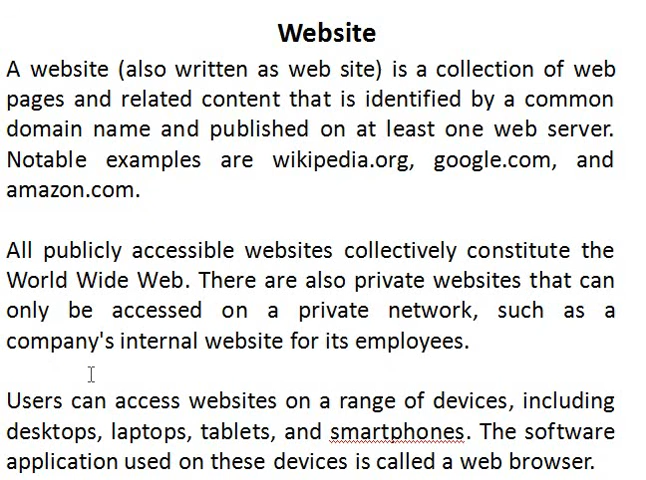 Website
A website (also written as web site) is a collection of web
pages and related content that is identified by a common
domain name and published on at least one web server.
Notable examples are wikipedia.org, google.com, and
amazon.com.
All publicly accessible websites collectively constitute the
World Wide Web. There are also private websites that can
only be accessed on a private network, such as a
company's internal website for its employees.
Users can access websites on a range of devices, including
desktops, laptops, tablets, and smartphones. The software
application used on these devices is called a web browser.